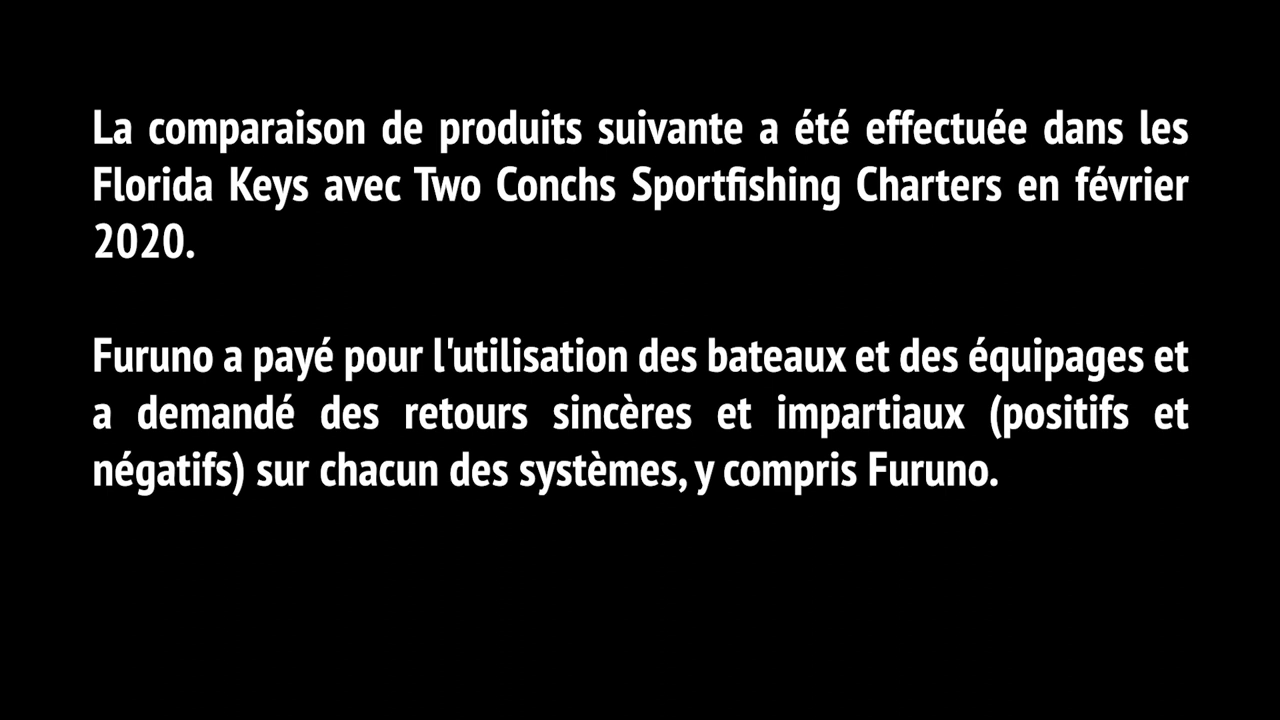 La comparaison de produits suivante a été effectuée dans les
Florida Keys avec Two Conchs Sportfishing Charters en février
2020.
Furuno a payé pour l'utilisation des bateaux et des équipages et
a demandé des retours sincères et impartiaux (positifs et
négatifs) sur chacun des systèmes, y compris Furuno.